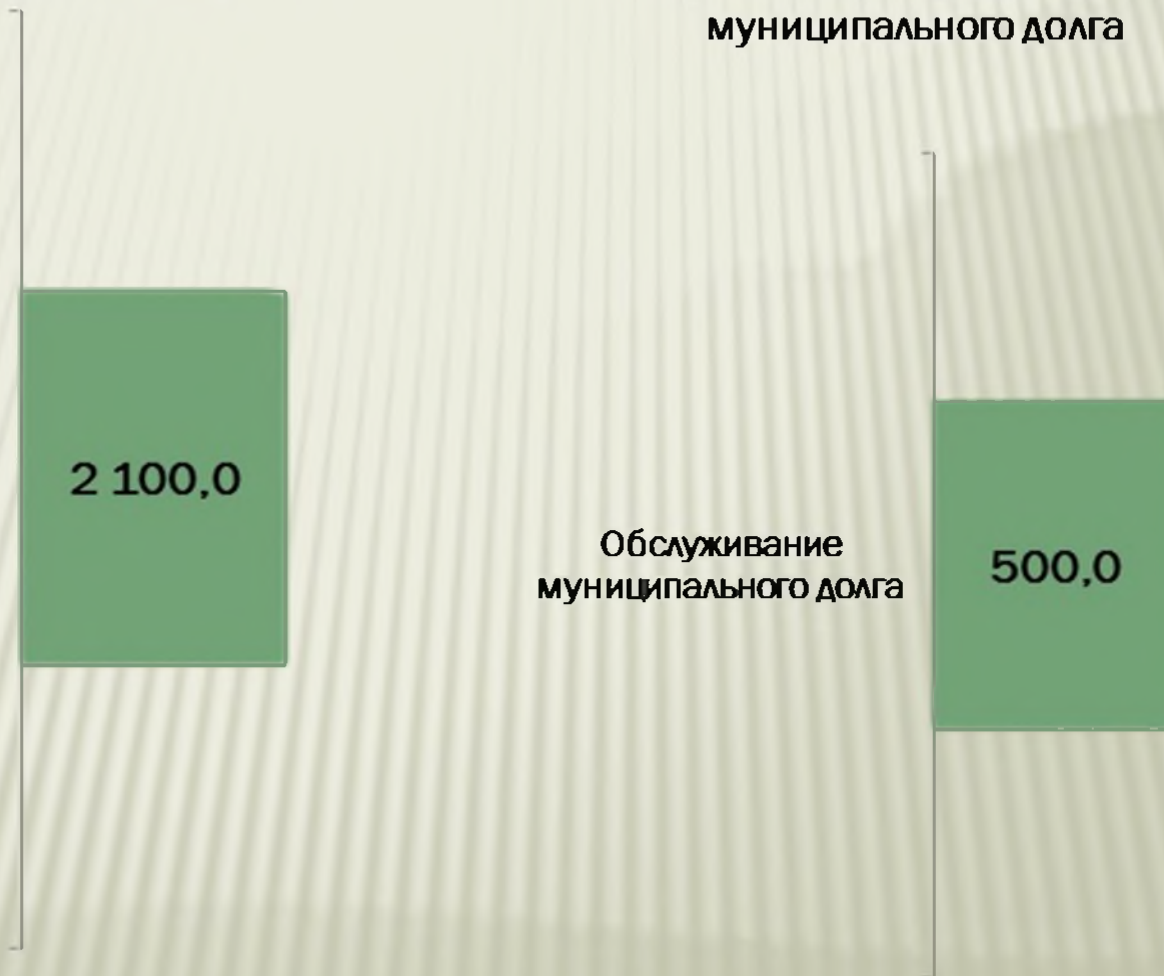 муниципального долга
2 100,0
Обслуживание
муниципального долга
500,0